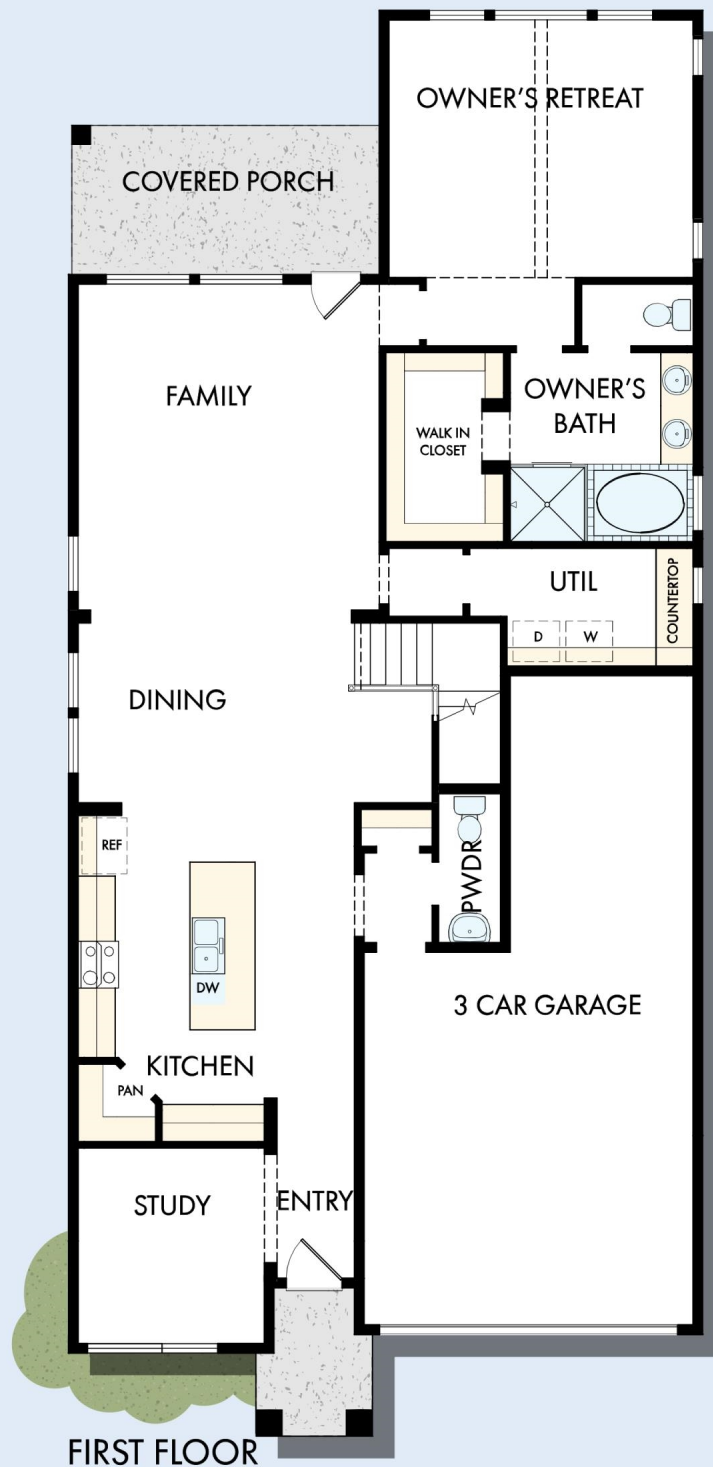 OWNER'S RETREAT
COVERED PORCH
FAMILY
WALK IN
CLOSET
OWNER'S
BATH
UTIL
COUNTERTOP
D
W
DINING
REF
PWDR
DW
3 CAR GARAGE
KITCHEN
PAN
STUDY
ENTRY
FIRST FLOOR